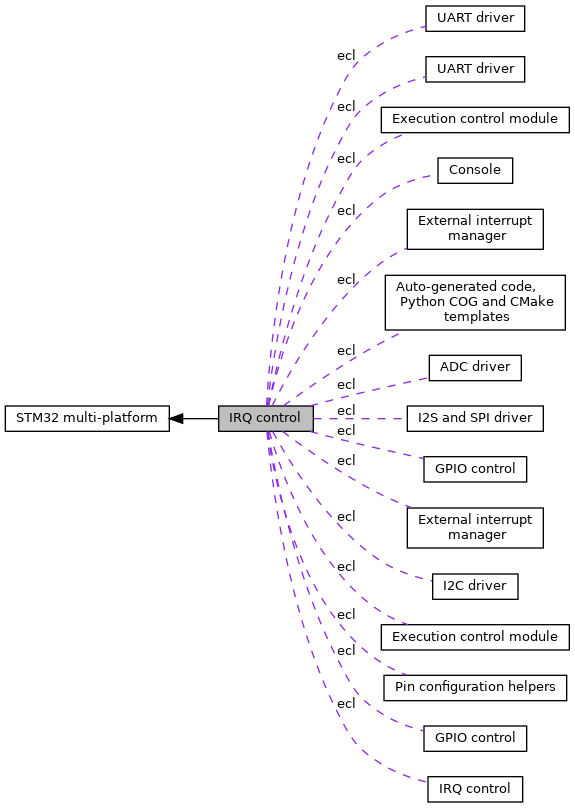 UART driver
ecl
UART driver
ecl
Execution control module
ecl
Console
ecl
External interrupt
manager
ecl
Auto-generated code,
Python COG and CMake
templates
ecl
ADC driver
ecl
STM32 multi-platform
IRQ control
ecl
I2S and SPI driver
ecl
GPIO control
ecl
External interrupt
manager
ecl
I2C driver
ecl
Execution control module
ecl
Pin configuration helpers
ecl
GPIO control
ecl
IRQ control